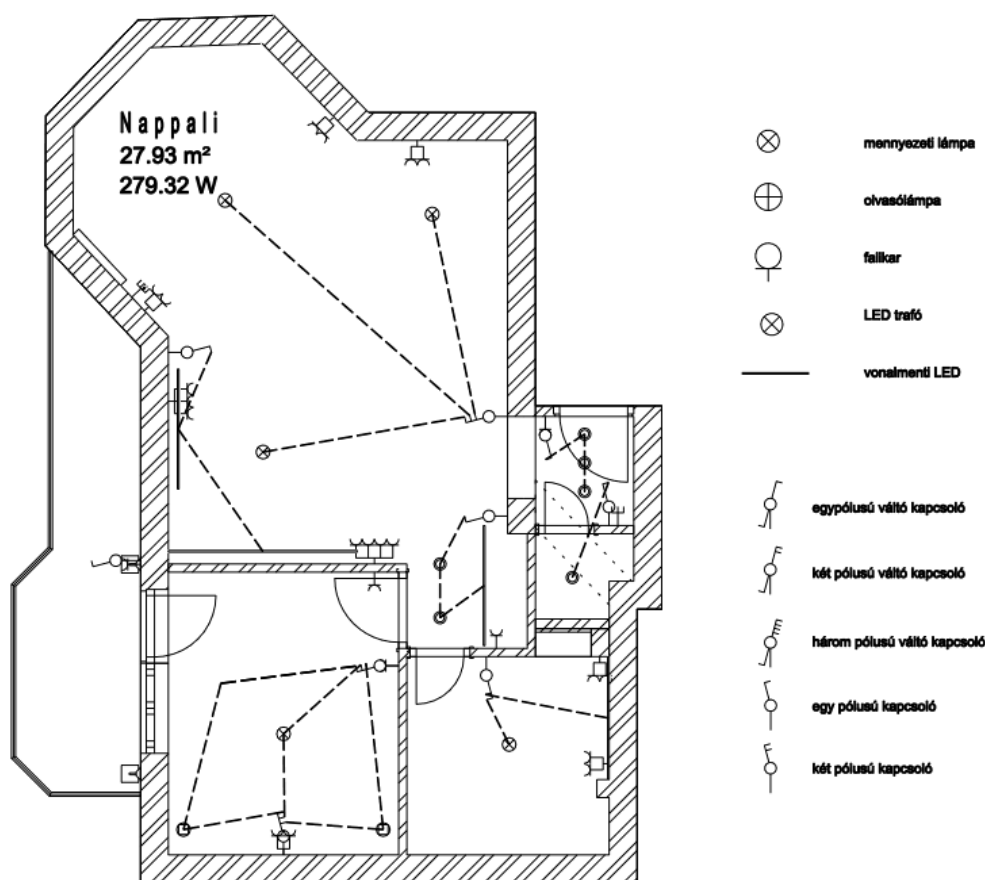 Nappali
27.93 m²
279.32 W
mennyezeti lámpa
olvasólámpa
falikar
LED trafó
vonalmenti LED
egypólusú váltó kapcsoló
két pólusú váltó kapcsoló
három pólusú váltó kapcsoló
egy pólusú kapcsoló
két pólusú kapcsoló